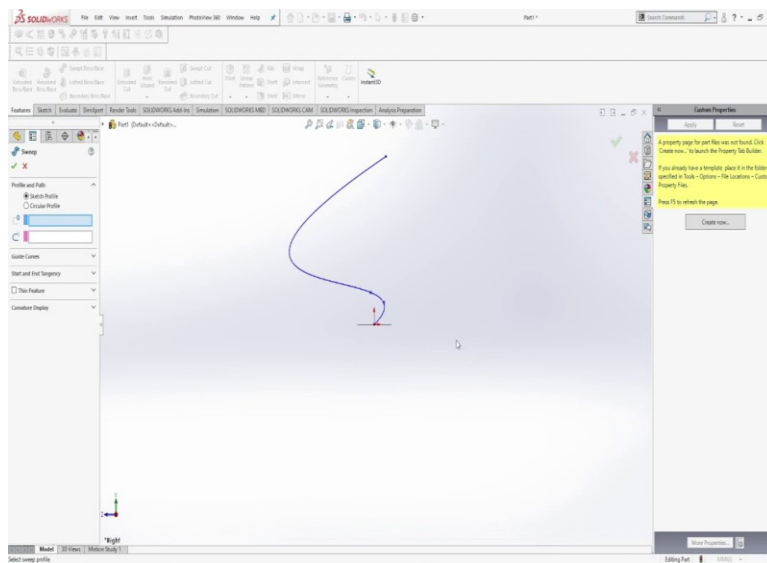 SOLIDWORKS File Edit View Insert Tools Simulation PhotoView 360 Window Help Part1 * Search Commands
Swept Boss/Base Swept Cut Fillet Rib Wrap
Extruded Boss/Base Revolved Boss/Base Lofted Boss/Base Extruded Cut Revolved Cut Lofted Cut Draft Intersect Reference Geometry Curves Instant3D
Boundary Boss/Base Boundary Cut Shell Mirror
Features Sketch Evaluate DimXpert Render Tools SOLIDWORKS Add-Ins Simulation SOLIDWORKS MBD SOLIDWORKS CAM SOLIDWORKS Inspection Analysis Preparation
Custom Properties
Apply Reset
Part1 (Default<<Default>...
A property page for part files was not found. Click
'Create now...' to launch the Property Tab Builder.
If you already have a template, place it in the folder
specified in Tools - Options - File Locations - Custo
Property Files.
Press F5 to refresh the page.
Create now...
Sweep
Profile and Path
Sketch Profile
Circular Profile
Guide Curves
Start and End Tangency
Thin Feature
Curvature Display
Y
Z
*Right
More Properties...
Model 3D Views Motion Study 1
Select sweep profile Editing Part MMGS